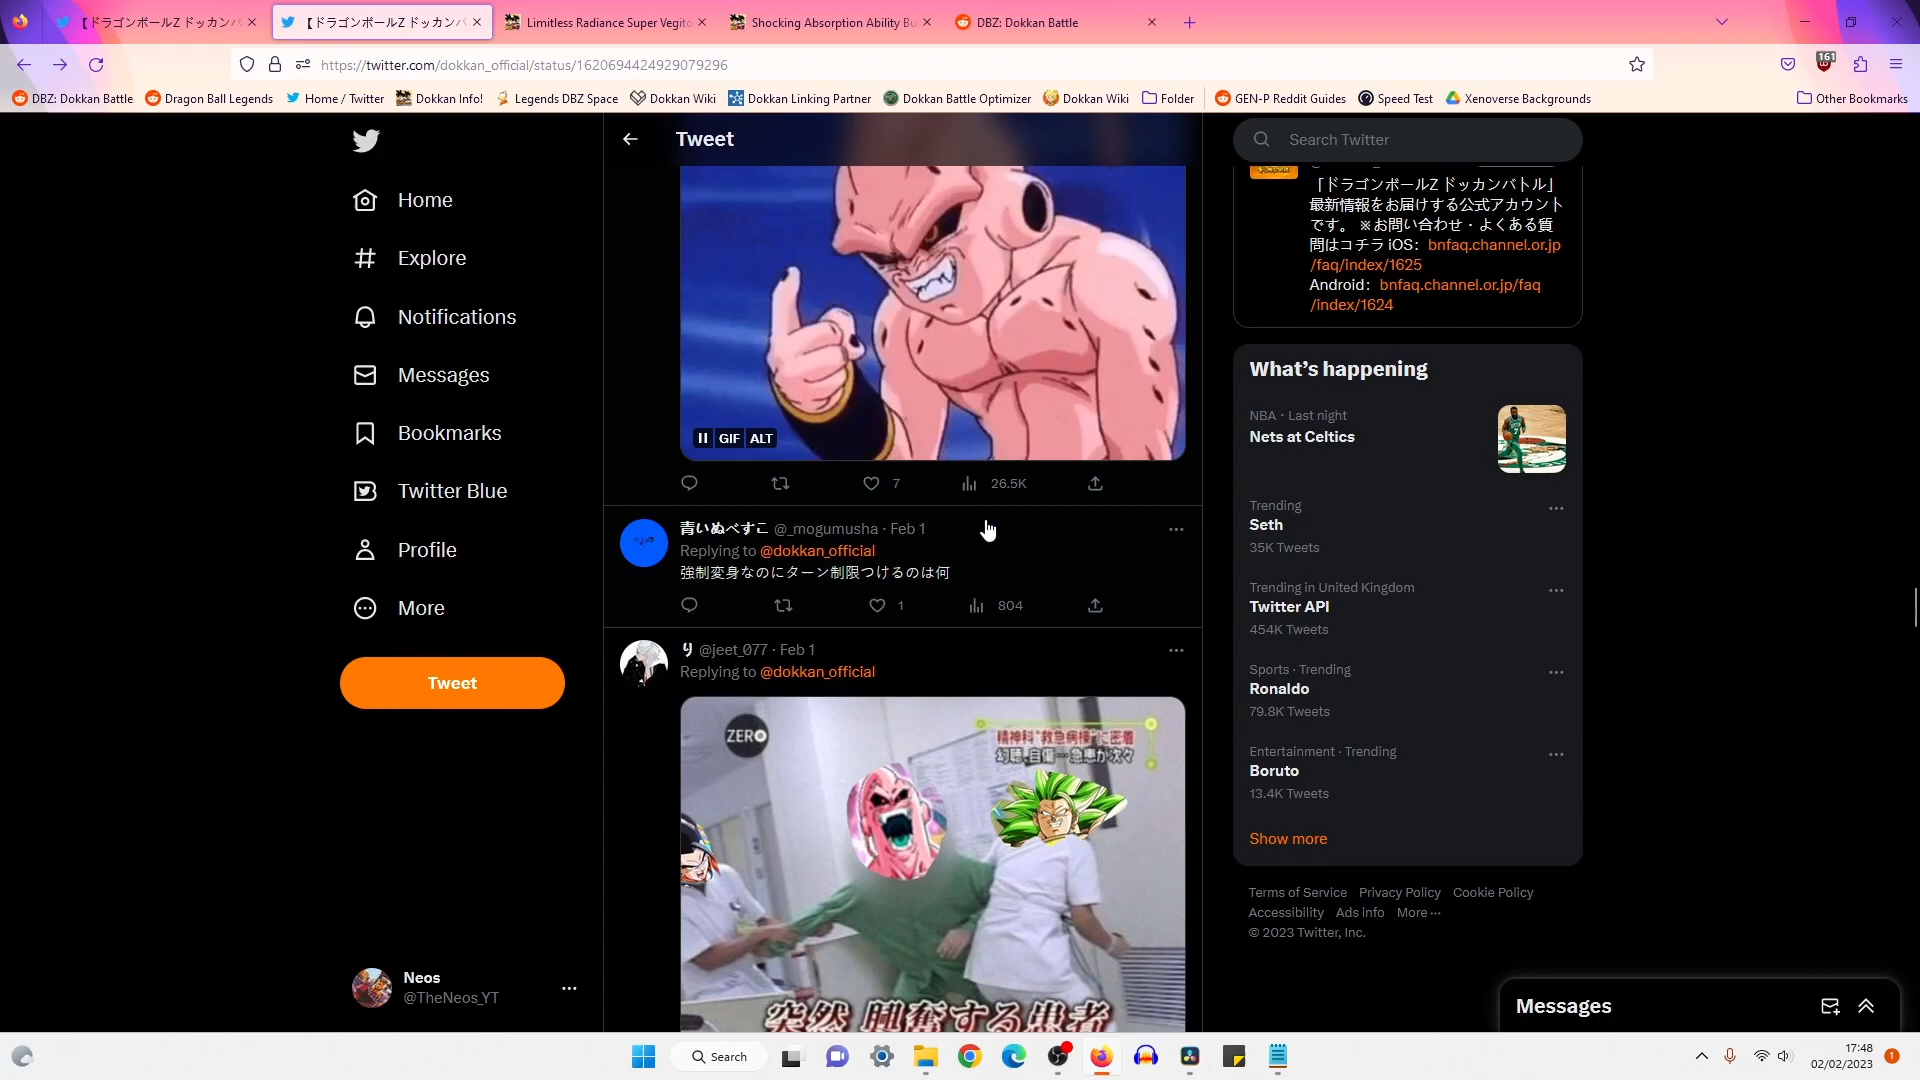 【ドラゴンボールZ ドッカンバ
【ドラゴンボールZ ドッカンバ
Limitless Radiance Super Vegito
Shocking Absorption Ability Bu
DBZ: Dokkan Battle
https://twitter.com/dokkan_official/status/1620694424929079296
161
DBZ: Dokkan Battle
Dragon Ball Legends
Home / Twitter
Dokkan Info!
Legends DBZ Space
Dokkan Wiki
Dokkan Linking Partner
Dokkan Battle Optimizer
Dokkan Wiki
Folder
GEN-P Reddit Guides
Speed Test
Xenoverse Backgrounds
Other Bookmarks
Home
Explore
Notifications
Messages
Bookmarks
Twitter Blue
Profile
More
Tweet
Neos
@TheNeos_YT
Tweet
GIF
ALT
7
26.5K
青いぬべすこ @_mogumusha · Feb 1
Replying to @dokkan_official
強制変身なのにターン制限つけるのは何
1
804
り @jeet_077 · Feb 1
Replying to @dokkan_official
ZERO
精神科"救急病棟"に密着
幻聴、自傷…急患が次々
突然 興奮する患者
Search Twitter
「ドラゴンボールZ ドッカンバトル」
最新情報をお届けする公式アカウント
です。 ※お問い合わせ・よくある質
問はコチラ iOS： bnfaq.channel.or.jp
/faq/index/1625
Android： bnfaq.channel.or.jp/faq
/index/1624
What's happening
NBA · Last night
Nets at Celtics
Trending
Seth
35K Tweets
Trending in United Kingdom
Twitter API
454K Tweets
Sports · Trending
Ronaldo
79.8K Tweets
Entertainment · Trending
Boruto
13.4K Tweets
Show more
Terms of Service Privacy Policy Cookie Policy
Accessibility Ads info More ···
© 2023 Twitter, Inc.
Messages
Search
17:48
02/02/2023
1